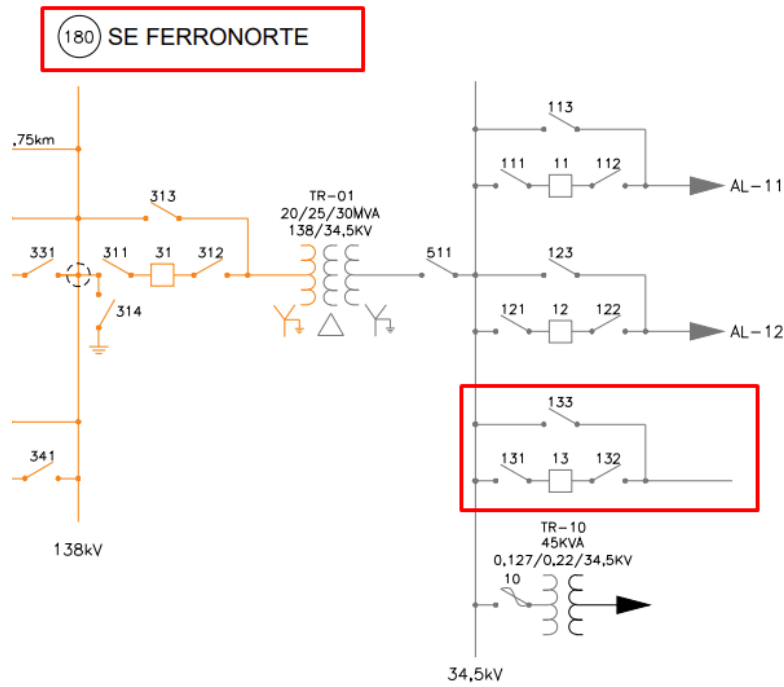 180 SE FERRONORTE
,75km
313
331
311
31
312
314
341
138kV
TR-01
20/25/30MVA
138/34,5KV
511
113
111
11
112
AL-11
123
121
12
122
AL-12
133
131
13
132
TR-10
45KVA
0,127/0,22/34,5KV
10
34,5kV